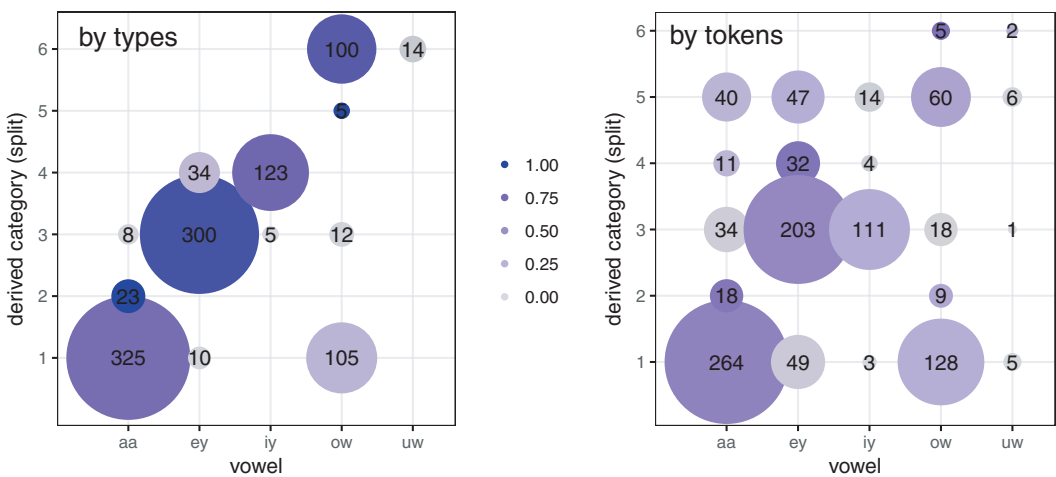 by types
derived category (split)
6
5
4
3
2
1
100
14
5
34
123
8
300
5
12
23
325
10
105
aa ey iy ow uw
vowel
1.00
0.75
0.50
0.25
0.00
by tokens
derived category (split)
6
5
4
3
2
1
5 2
40 47 14 60 6
11 32 4
34 203 111 18 1
18 9
264 49 3 128 5
aa ey iy ow uw
vowel